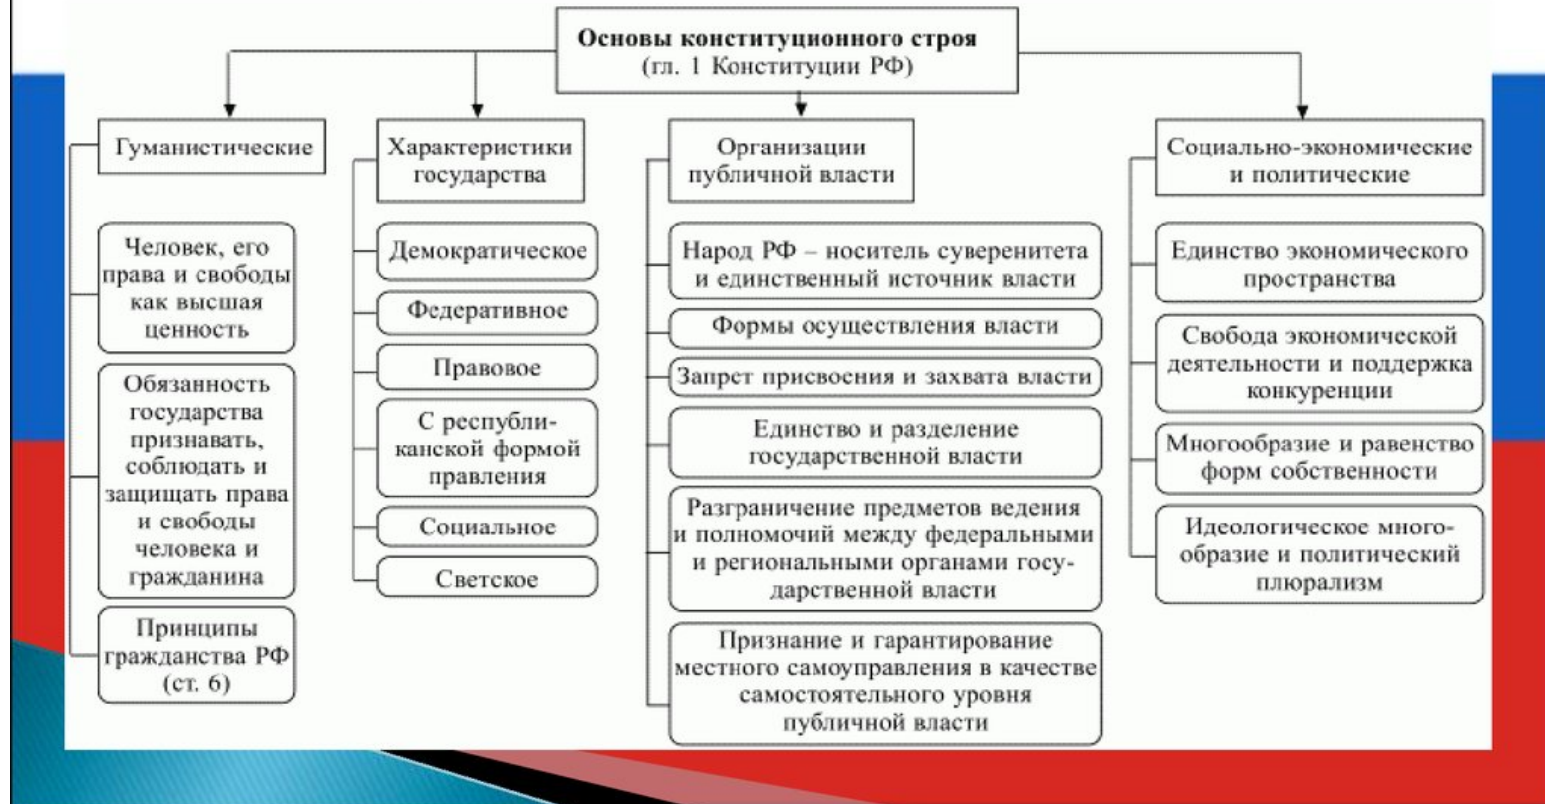 Основы конституционного строя
(гл. 1 Конституции РФ)
Гуманистические
Человек, его
права и свободы
как высшая
ценность
Обязанность
государства
признавать,
соблюдать и
защищать права
и свободы
человека и
гражданина
Принципы
гражданства РФ
(ст. 6)
Характеристики
государства
Демократическое
Федеративное
Правовое
С республи-
канской формой
правления
Социальное
Светское
Организации
публичной власти
Народ РФ – носитель суверенитета
и единственный источник власти
Формы осуществления власти
Запрет присвоения и захвата власти
Единство и разделение
государственной власти
Разграничение предметов ведения
и полномочий между федеральными
и региональными органами госу-
дарственной власти
Признание и гарантирование
местного самоуправления в качестве
самостоятельного уровня
публичной власти
Социально-экономические
и политические
Единство экономического
пространства
Свобода экономической
деятельности и поддержка
конкуренции
Многообразие и равенство
форм собственности
Идеологическое много-
образие и политический
плюрализм